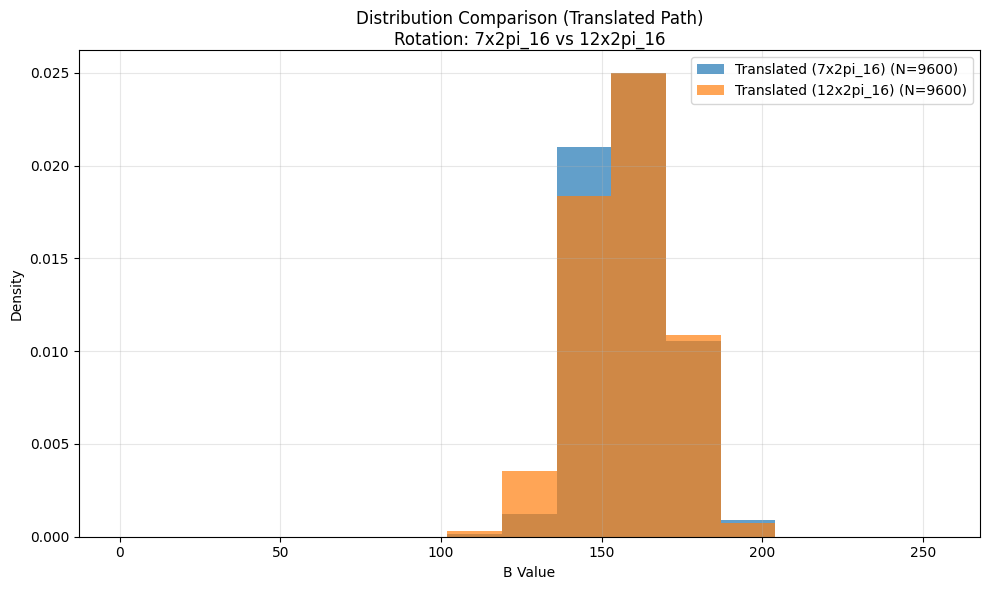 Distribution Comparison (Translated Path)
Rotation: 7x2pi_16 vs 12x2pi_16
Translated (7x2pi_16) (N=9600)
Translated (12x2pi_16) (N=9600)
0.025
0.020
0.015
0.010
0.005
0.000
Density
0 50 100 150 200 250
B Value